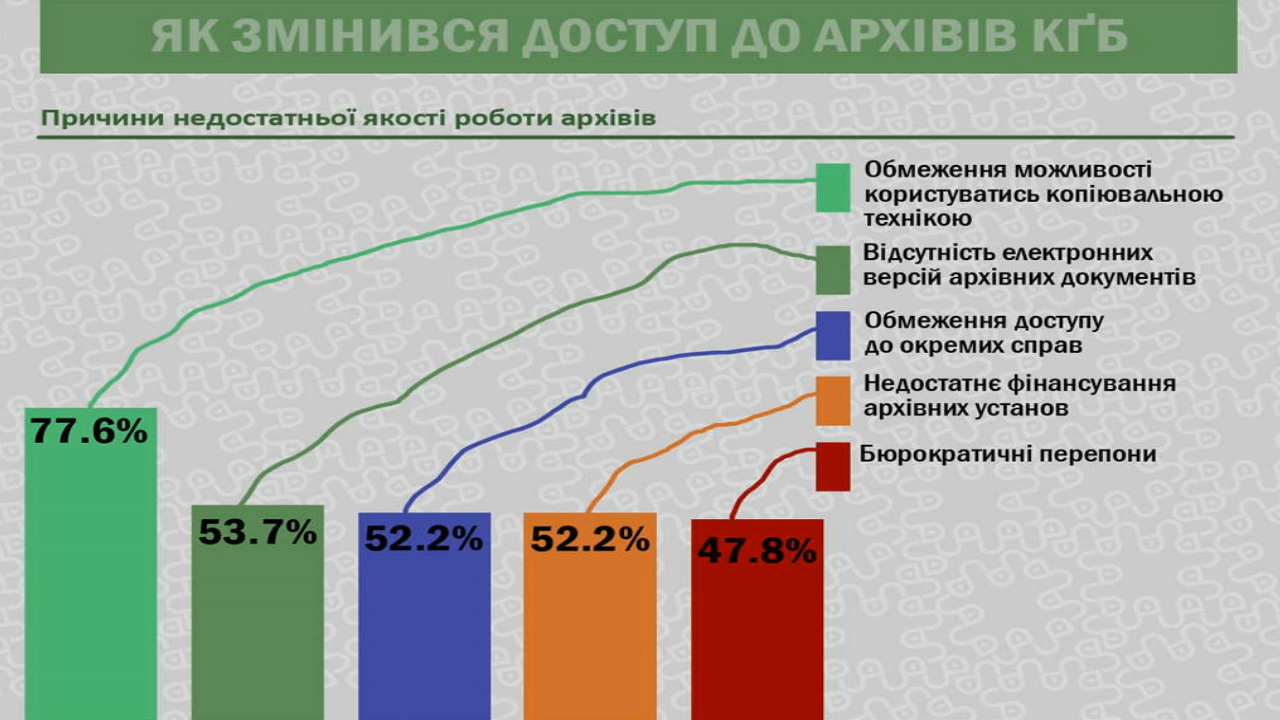 ЯК ЗМІНИВСЯ ДОСТУП ДО АРХІВІВ КҐБ
Причини недостатньої якості роботи архівів
Обмеження можливості
користуватись копіювальною
технікою
Відсутність електронних
версій архівних документів
Обмеження доступу
до окремих справ
Недостатнє фінансування
архівних установ
Бюрократичні перепони
77.6%
53.7%
52.2%
52.2%
47.8%